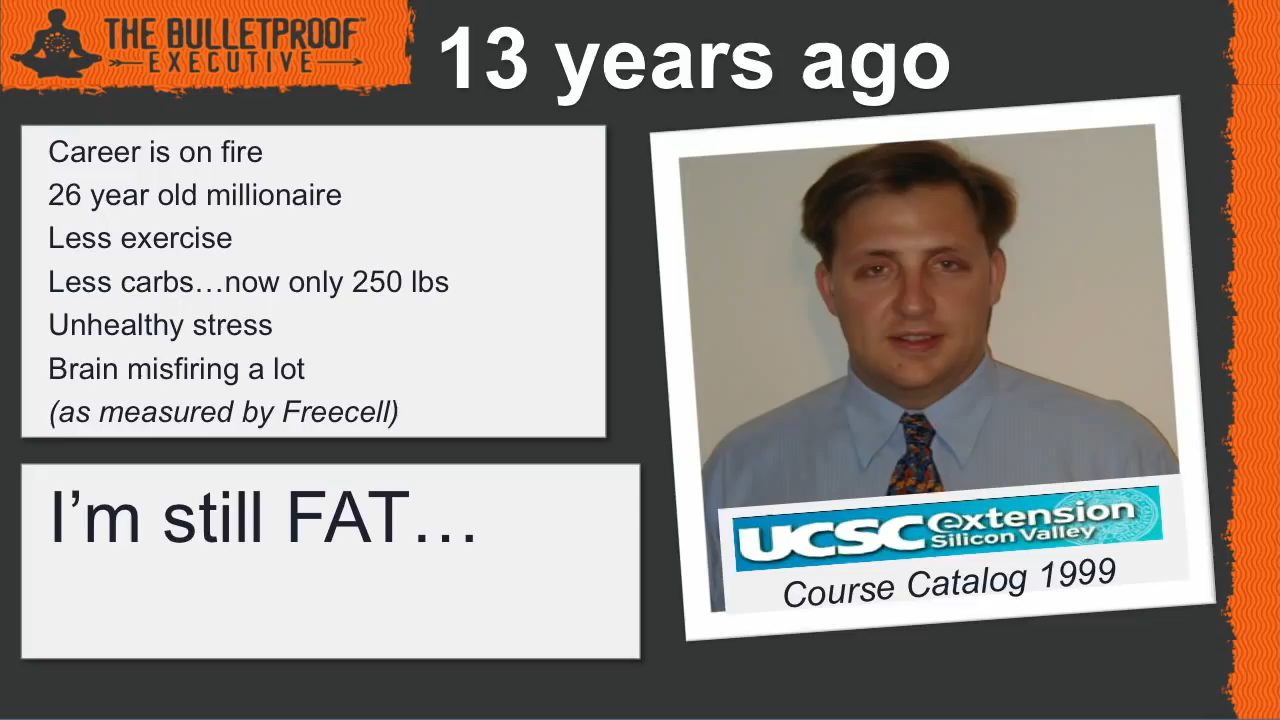 THE BULLETPROOF™
EXECUTIVE
13 years ago
Career is on fire
26 year old millionaire
Less exercise
Less carbs…now only 250 lbs
Unhealthy stress
Brain misfiring a lot
(as measured by Freecell)
I’m still FAT…
UCSC extension
Silicon Valley
Course Catalog 1999